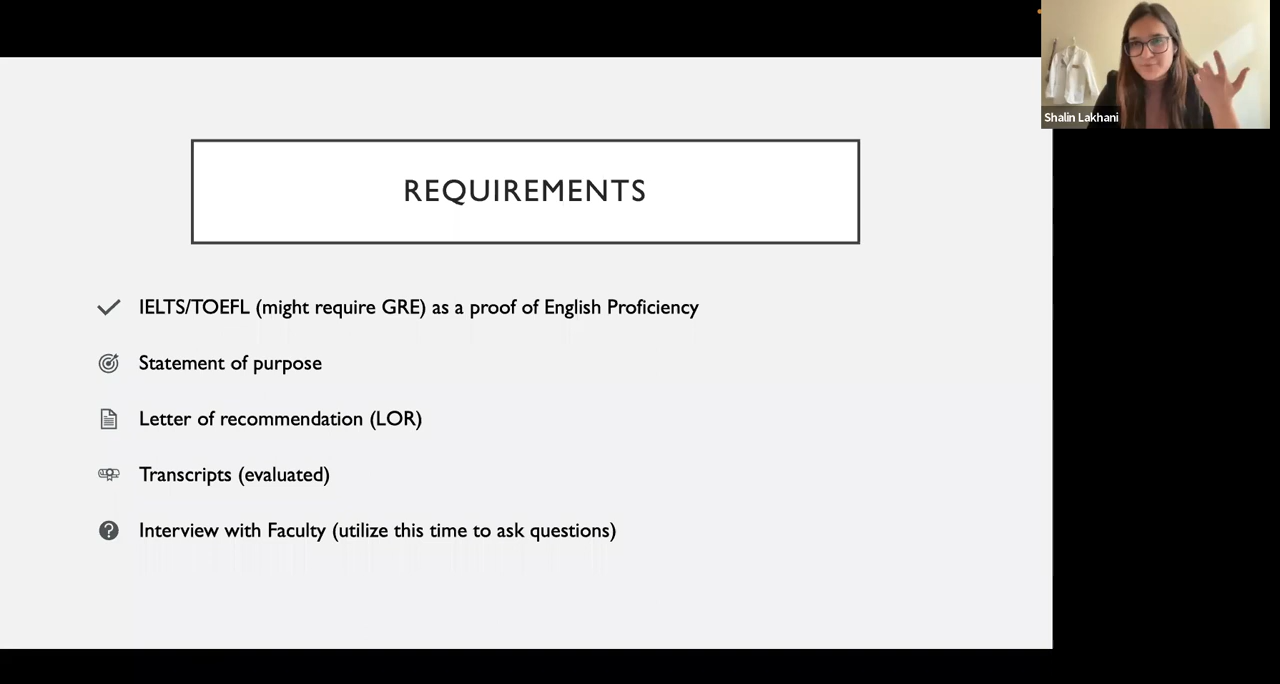 Shalin Lakhani
REQUIREMENTS
IELTS/TOEFL (might require GRE) as a proof of English Proficiency
Statement of purpose
Letter of recommendation (LOR)
Transcripts (evaluated)
Interview with Faculty (utilize this time to ask questions)